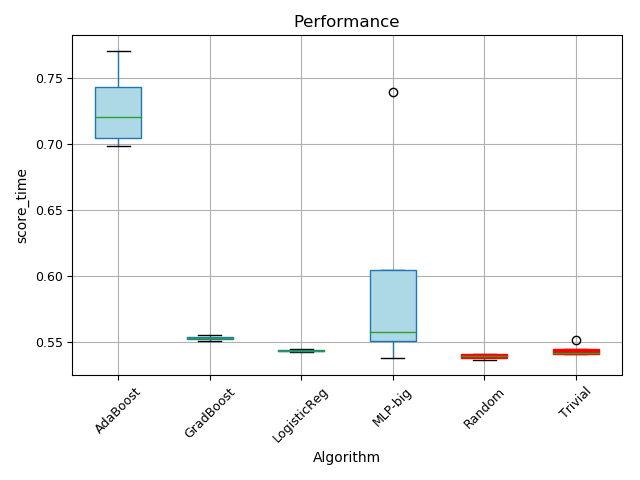 Performance
score_time
0.75
0.70
0.65
0.60
0.55
AdaBoost
GradBoost
LogisticReg
MLP-big
Random
Trivial
Algorithm